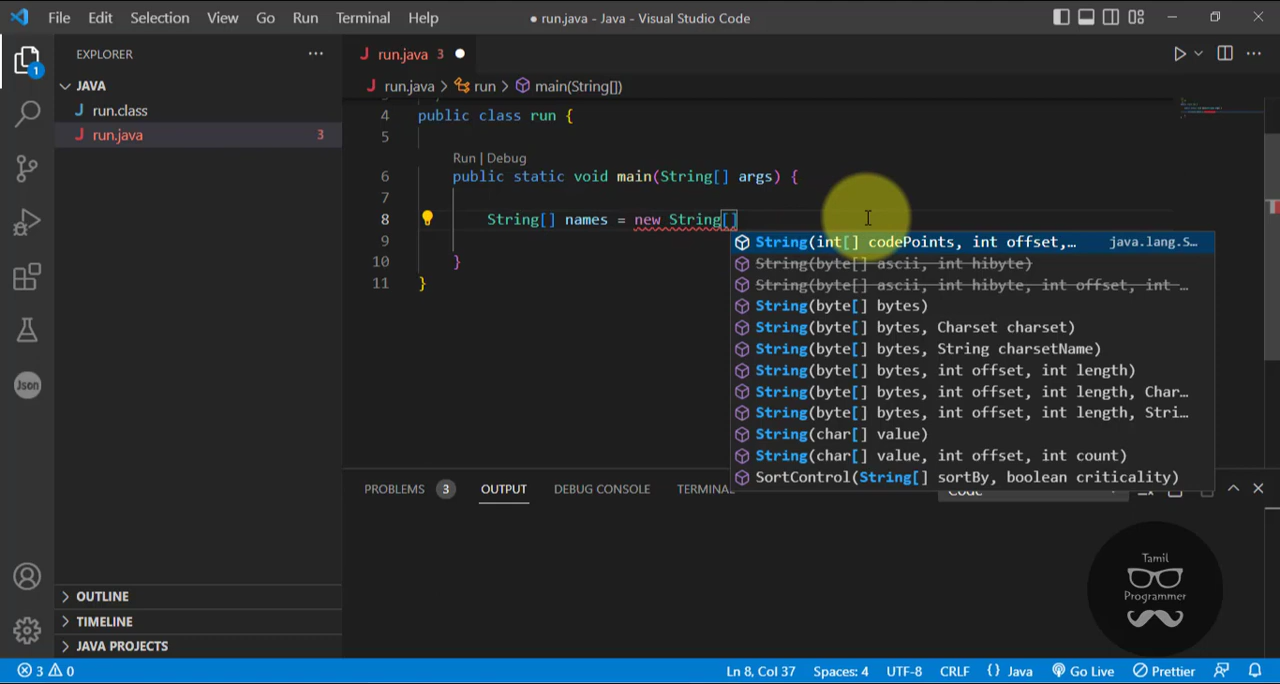 File Edit Selection View Go Run Terminal Help ● run.java - Java - Visual Studio Code
EXPLORER ···
1
JAVA
J run.class
J run.java 3
OUTLINE
TIMELINE
JAVA PROJECTS
Json
J run.java 3 ●
J run.java > run > main(String[])
4 public class run {
5
Run | Debug
6 public static void main(String[] args) {
7
8 String[] names = new String[]
9
10 }
11 }
String(int[] codePoints, int offset,… java.lang.S…
String(byte[] ascii, int hibyte)
String(byte[] ascii, int hibyte, int offset, int …
String(byte[] bytes)
String(byte[] bytes, Charset charset)
String(byte[] bytes, String charsetName)
String(byte[] bytes, int offset, int length)
String(byte[] bytes, int offset, int length, Char…
String(byte[] bytes, int offset, int length, Stri…
String(char[] value)
String(char[] value, int offset, int count)
SortControl(String[] sortBy, boolean criticality)
PROBLEMS 3 OUTPUT DEBUG CONSOLE TERMINAL
Tamil
Programmer
3 0 Ln 8, Col 37 Spaces: 4 UTF-8 CRLF {} Java Go Live Prettier